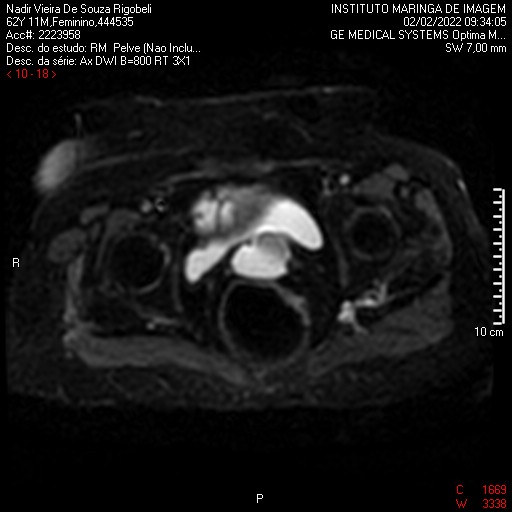 Nadir Vieira De Souza Rigobeli
62Y 11M,Feminino,444535
Acc#: 2223958
Desc. do estudo: RM Pelve (Nao Inclu...
Desc. da série: Ax DWI B=800 RT 3X1
< 10 - 18 >
INSTITUTO MARINGA DE IMAGEM
02/02/2022 09:34:05
GE MEDICAL SYSTEMS Optima M...
SW 7,00 mm
R
10 cm
P
C 1669
W 3338